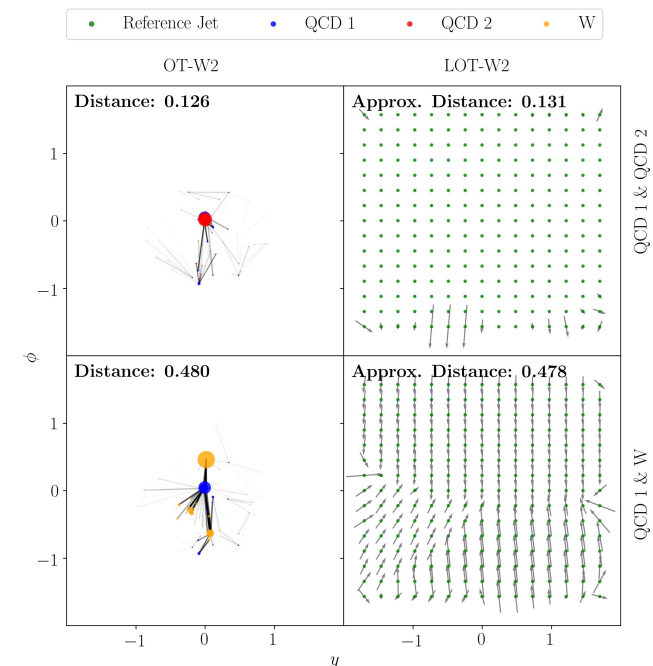 Reference Jet QCD 1 QCD 2 W
OT-W2 LOT-W2
Distance: 0.126 Approx. Distance: 0.131
1
0
−1
QCD 1 & QCD 2
Distance: 0.480 Approx. Distance: 0.478
1
0
−1
QCD 1 & W
ϕ
−1 0 1 −1 0 1
y